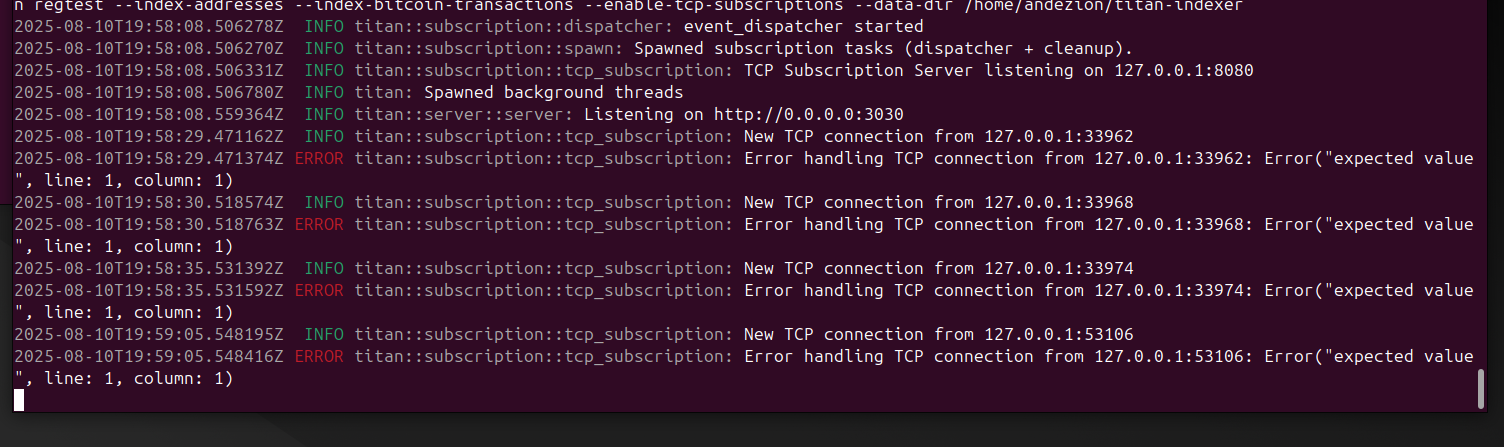 n regtest --index-addresses --index-bitcoin-transactions --enable-tcp-subscriptions --data-dir /home/andezion/titan-indexer
2025-08-10T19:58:08.506278Z  INFO titan::subscription::dispatcher: event_dispatcher started
2025-08-10T19:58:08.506270Z  INFO titan::subscription::spawn: Spawned subscription tasks (dispatcher + cleanup).
2025-08-10T19:58:08.506331Z  INFO titan::subscription::tcp_subscription: TCP Subscription Server listening on 127.0.0.1:8080
2025-08-10T19:58:08.506780Z  INFO titan: Spawned background threads
2025-08-10T19:58:08.559364Z  INFO titan::server::server: Listening on http://0.0.0.0:3030
2025-08-10T19:58:29.471162Z  INFO titan::subscription::tcp_subscription: New TCP connection from 127.0.0.1:33962
2025-08-10T19:58:29.471374Z ERROR titan::subscription::tcp_subscription: Error handling TCP connection from 127.0.0.1:33962: Error("expected value
", line: 1, column: 1)
2025-08-10T19:58:30.518574Z  INFO titan::subscription::tcp_subscription: New TCP connection from 127.0.0.1:33968
2025-08-10T19:58:30.518763Z ERROR titan::subscription::tcp_subscription: Error handling TCP connection from 127.0.0.1:33968: Error("expected value
", line: 1, column: 1)
2025-08-10T19:58:35.531392Z  INFO titan::subscription::tcp_subscription: New TCP connection from 127.0.0.1:33974
2025-08-10T19:58:35.531592Z ERROR titan::subscription::tcp_subscription: Error handling TCP connection from 127.0.0.1:33974: Error("expected value
", line: 1, column: 1)
2025-08-10T19:59:05.548195Z  INFO titan::subscription::tcp_subscription: New TCP connection from 127.0.0.1:53106
2025-08-10T19:59:05.548416Z ERROR titan::subscription::tcp_subscription: Error handling TCP connection from 127.0.0.1:53106: Error("expected value
", line: 1, column: 1)